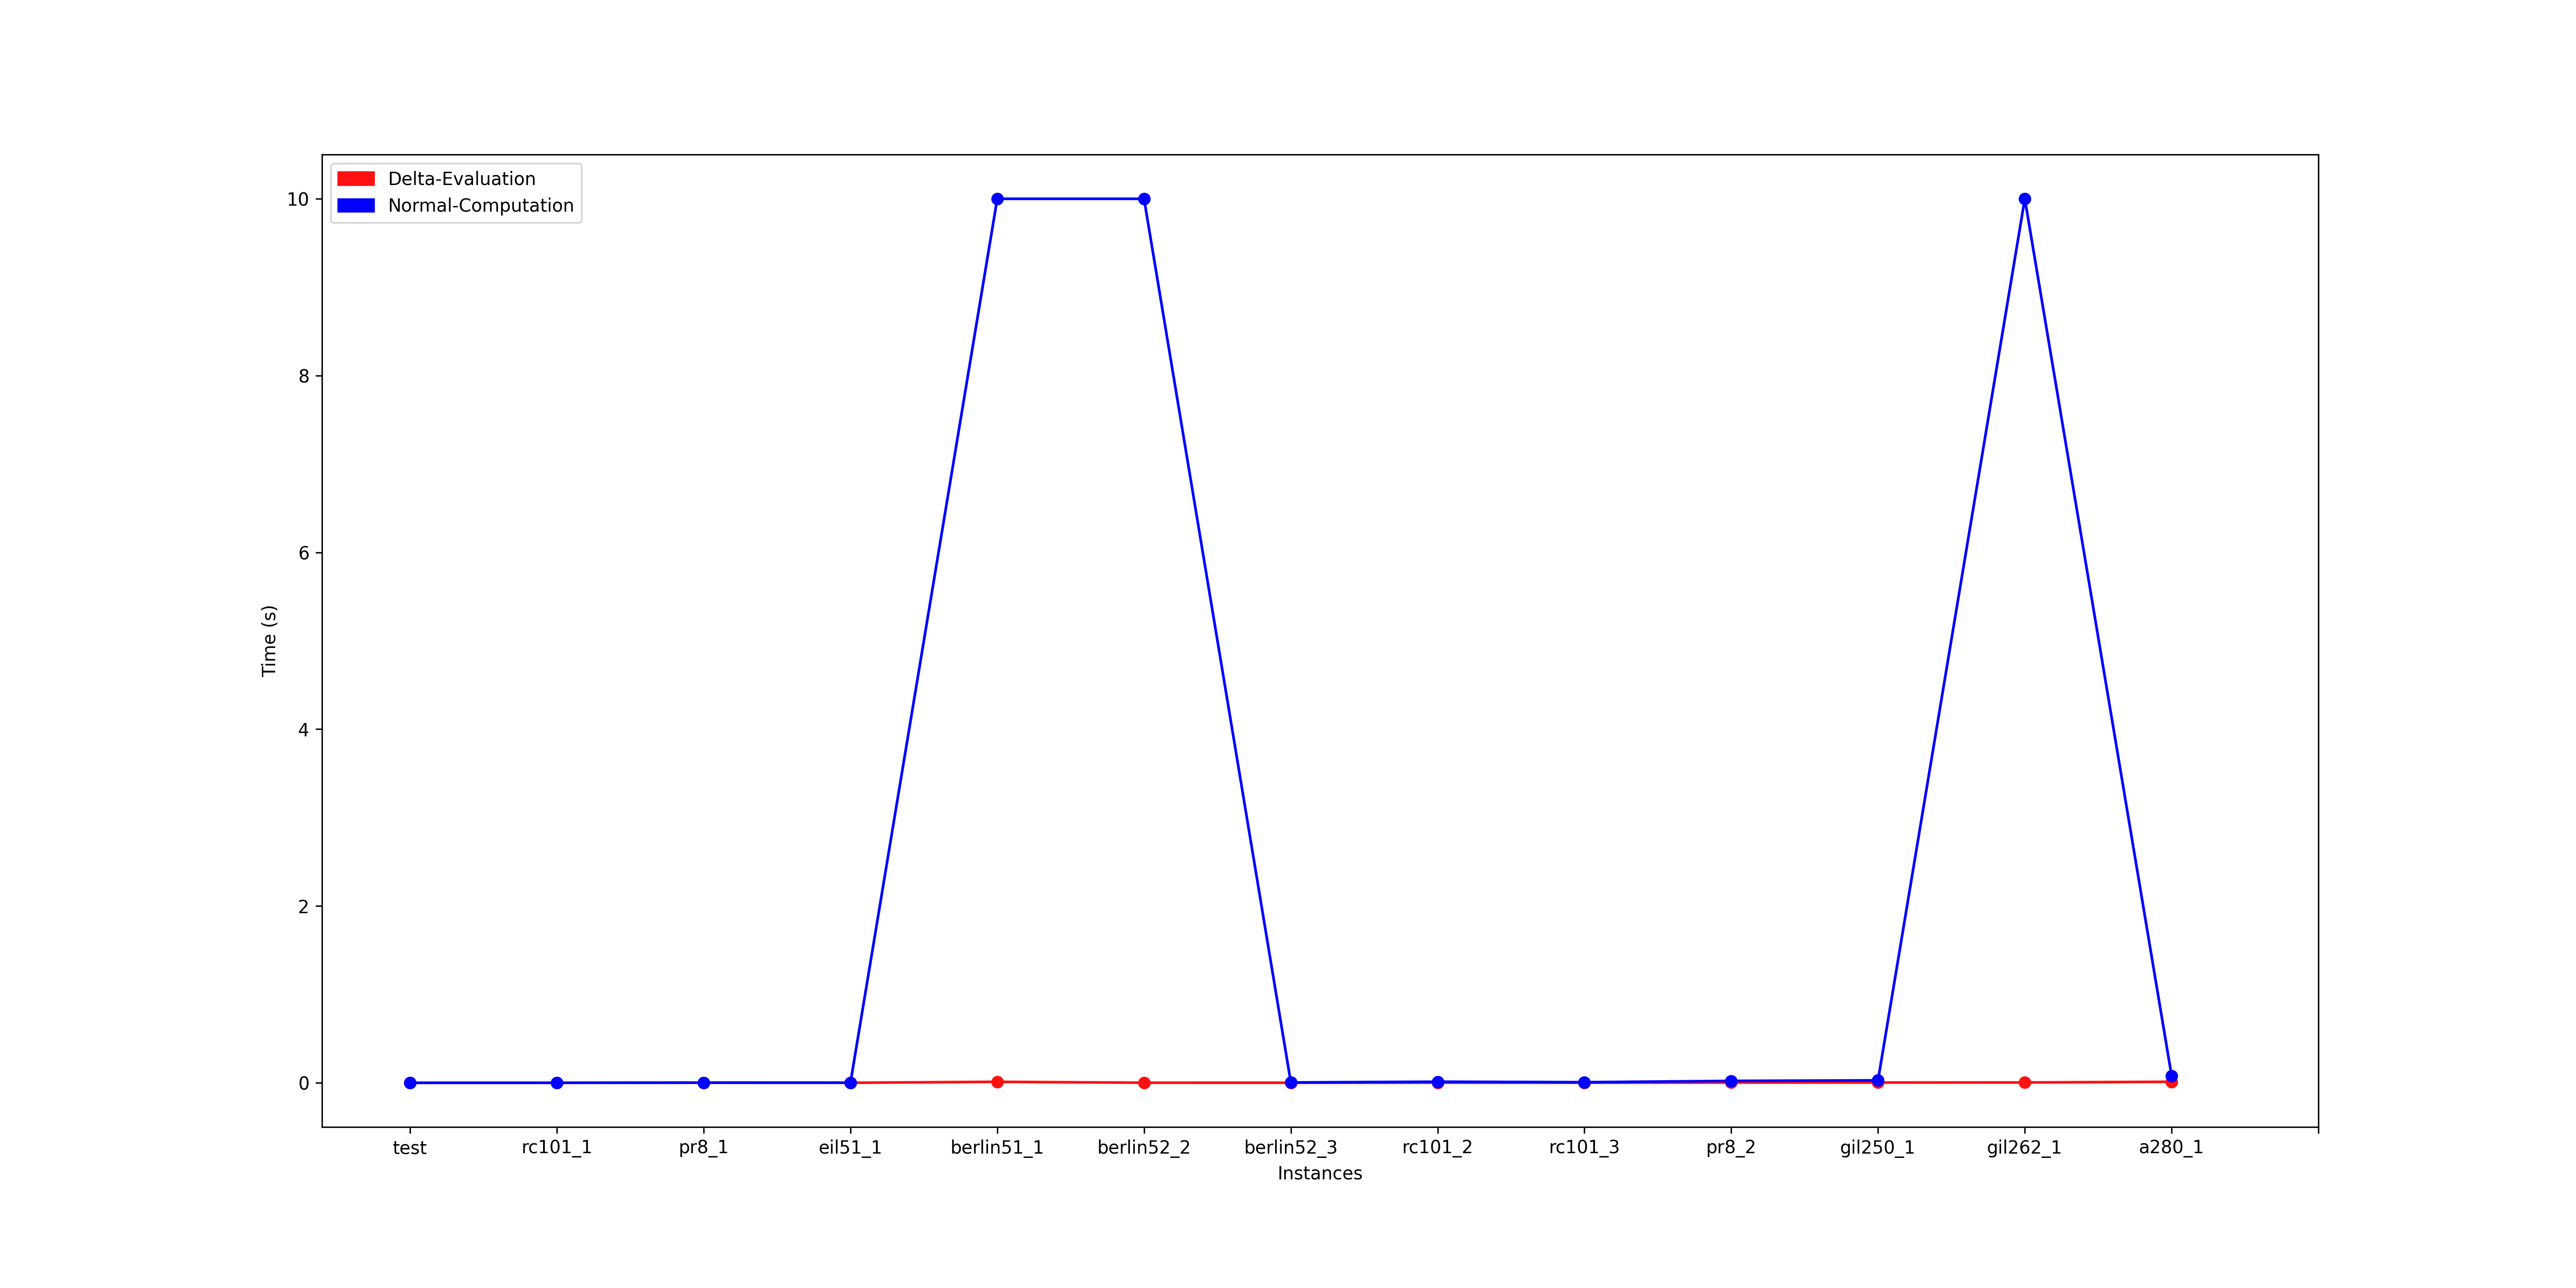 Delta-Evaluation
Normal-Computation
10
8
6
4
2
0
Time (s)
test rc101_1 pr8_1 eil51_1 berlin51_1 berlin52_2 berlin52_3 rc101_2 rc101_3 pr8_2 gil250_1 gil262_1 a280_1
Instances